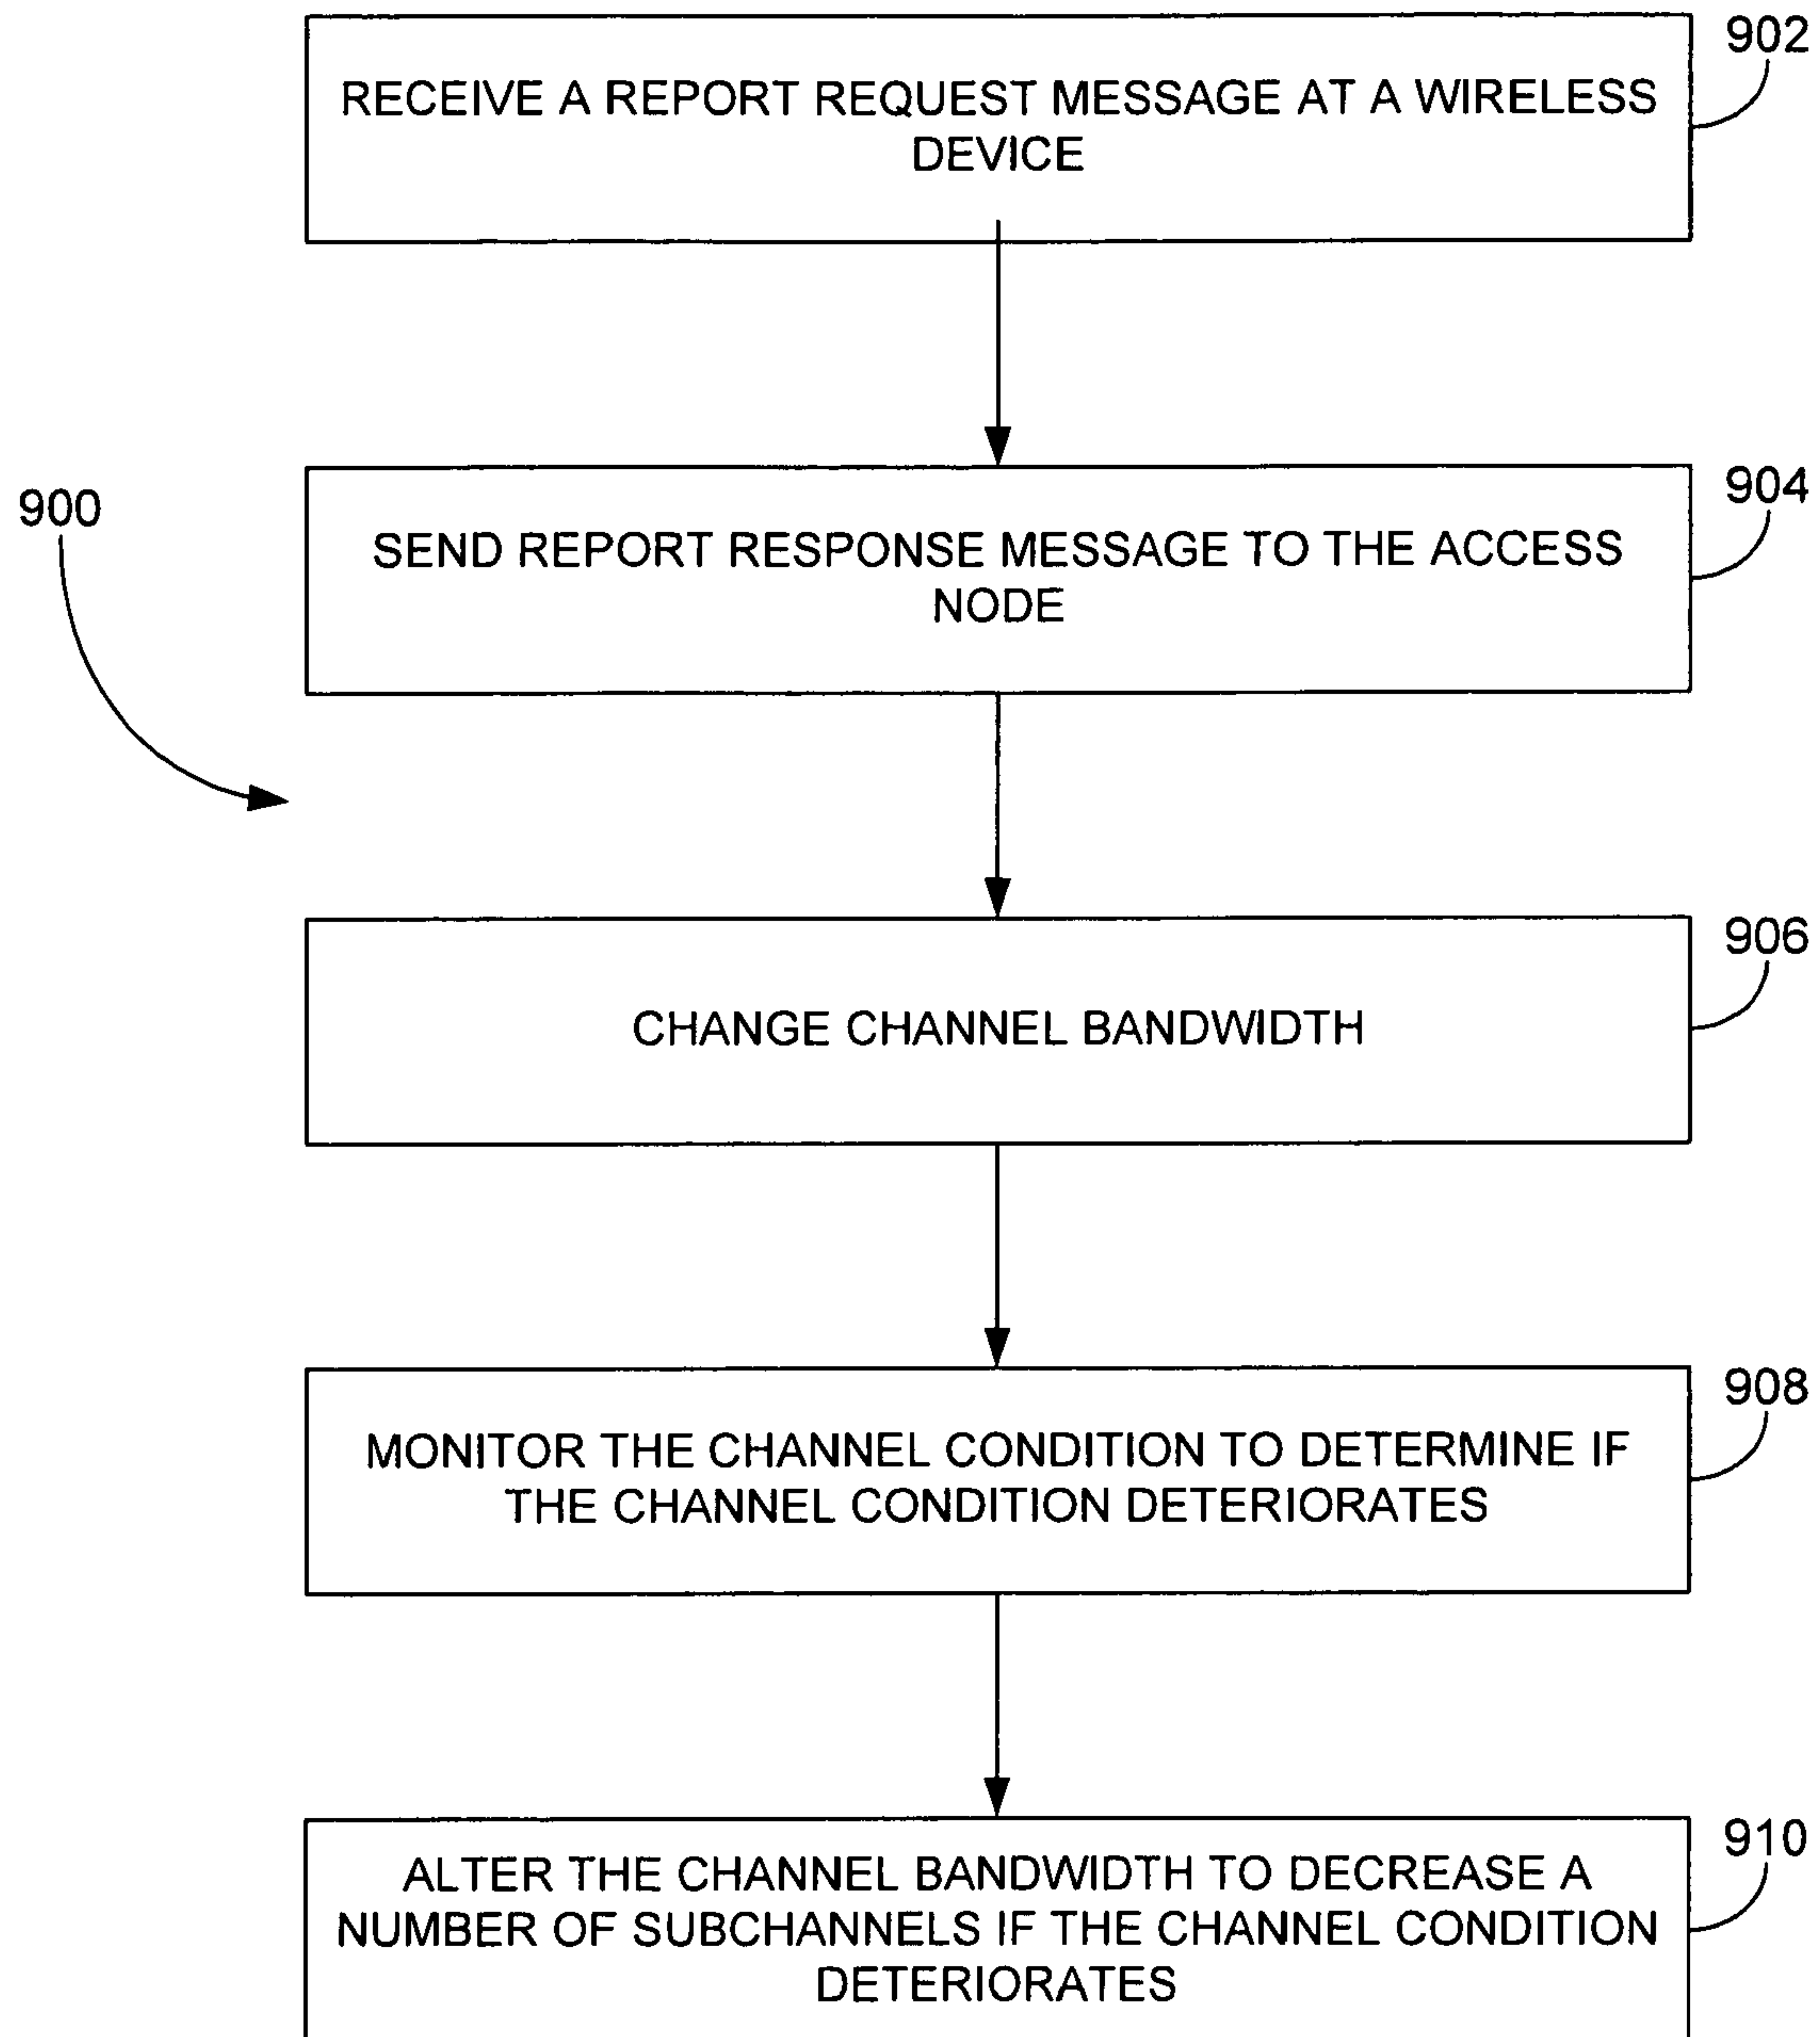 902
RECEIVE A REPORT REQUEST MESSAGE AT A WIRELESS
DEVICE
904
900
SEND REPORT RESPONSE MESSAGE TO THE ACCESS
NODE
906
CHANGE CHANNEL BANDWIDTH
908
MONITOR THE CHANNEL CONDITION TO DETERMINE IF
THE CHANNEL CONDITION DETERIORATES
910
ALTER THE CHANNEL BANDWIDTH TO DECREASE A
NUMBER OF SUBCHANNELS IF THE CHANNEL CONDITION
DETERIORATES